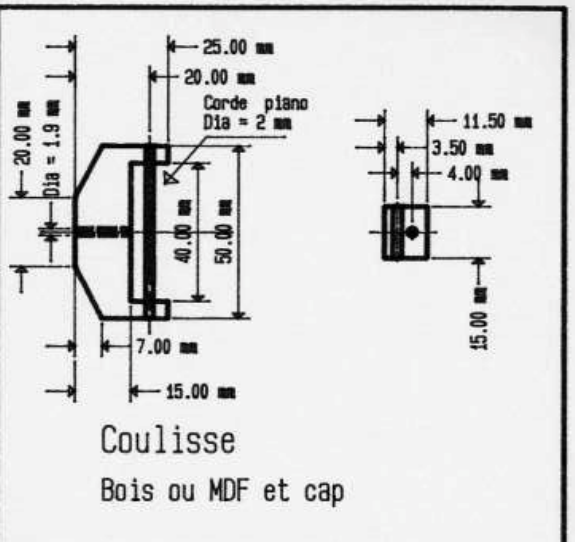 25.00 mm
20.00 mm
Corde piano
Dia = 2 mm
20.00 mm
Dia = 1.9 mm
40.00 mm
50.00 mm
7.00 mm
15.00 mm
11.50 mm
3.50 mm
4.00 mm
15.00 mm
Coulisse
Bois ou MDF et cap